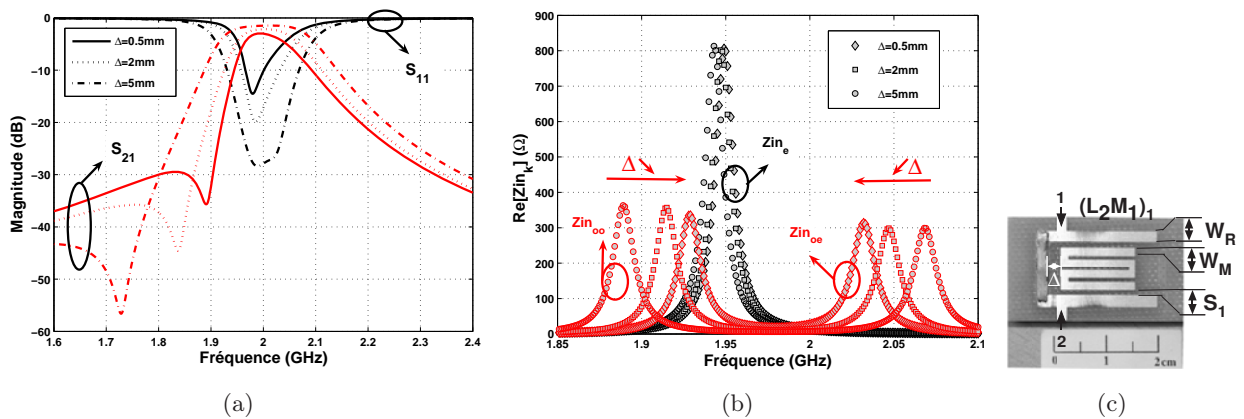 0
−10
−20
−30
−40
−50
−60
Magnitude (dB)
1.6 1.7 1.8 1.9 2 2.1 2.2 2.3 2.4
Fréquence (GHz)
Δ=0.5mm
Δ=2mm
Δ=5mm
S11
S21
(a)
900
800
700
600
500
400
300
200
100
0
Re[Zink] (Ω)
1.85 1.9 1.95 2 2.05 2.1
Fréquence (GHz)
Δ=0.5mm
Δ=2mm
Δ=5mm
Zine
Δ
Δ
Zinoo
Zinoe
(b)
1
(L2M1)1
WR
WM
Δ
S1
2
0 1 2cm
(c)